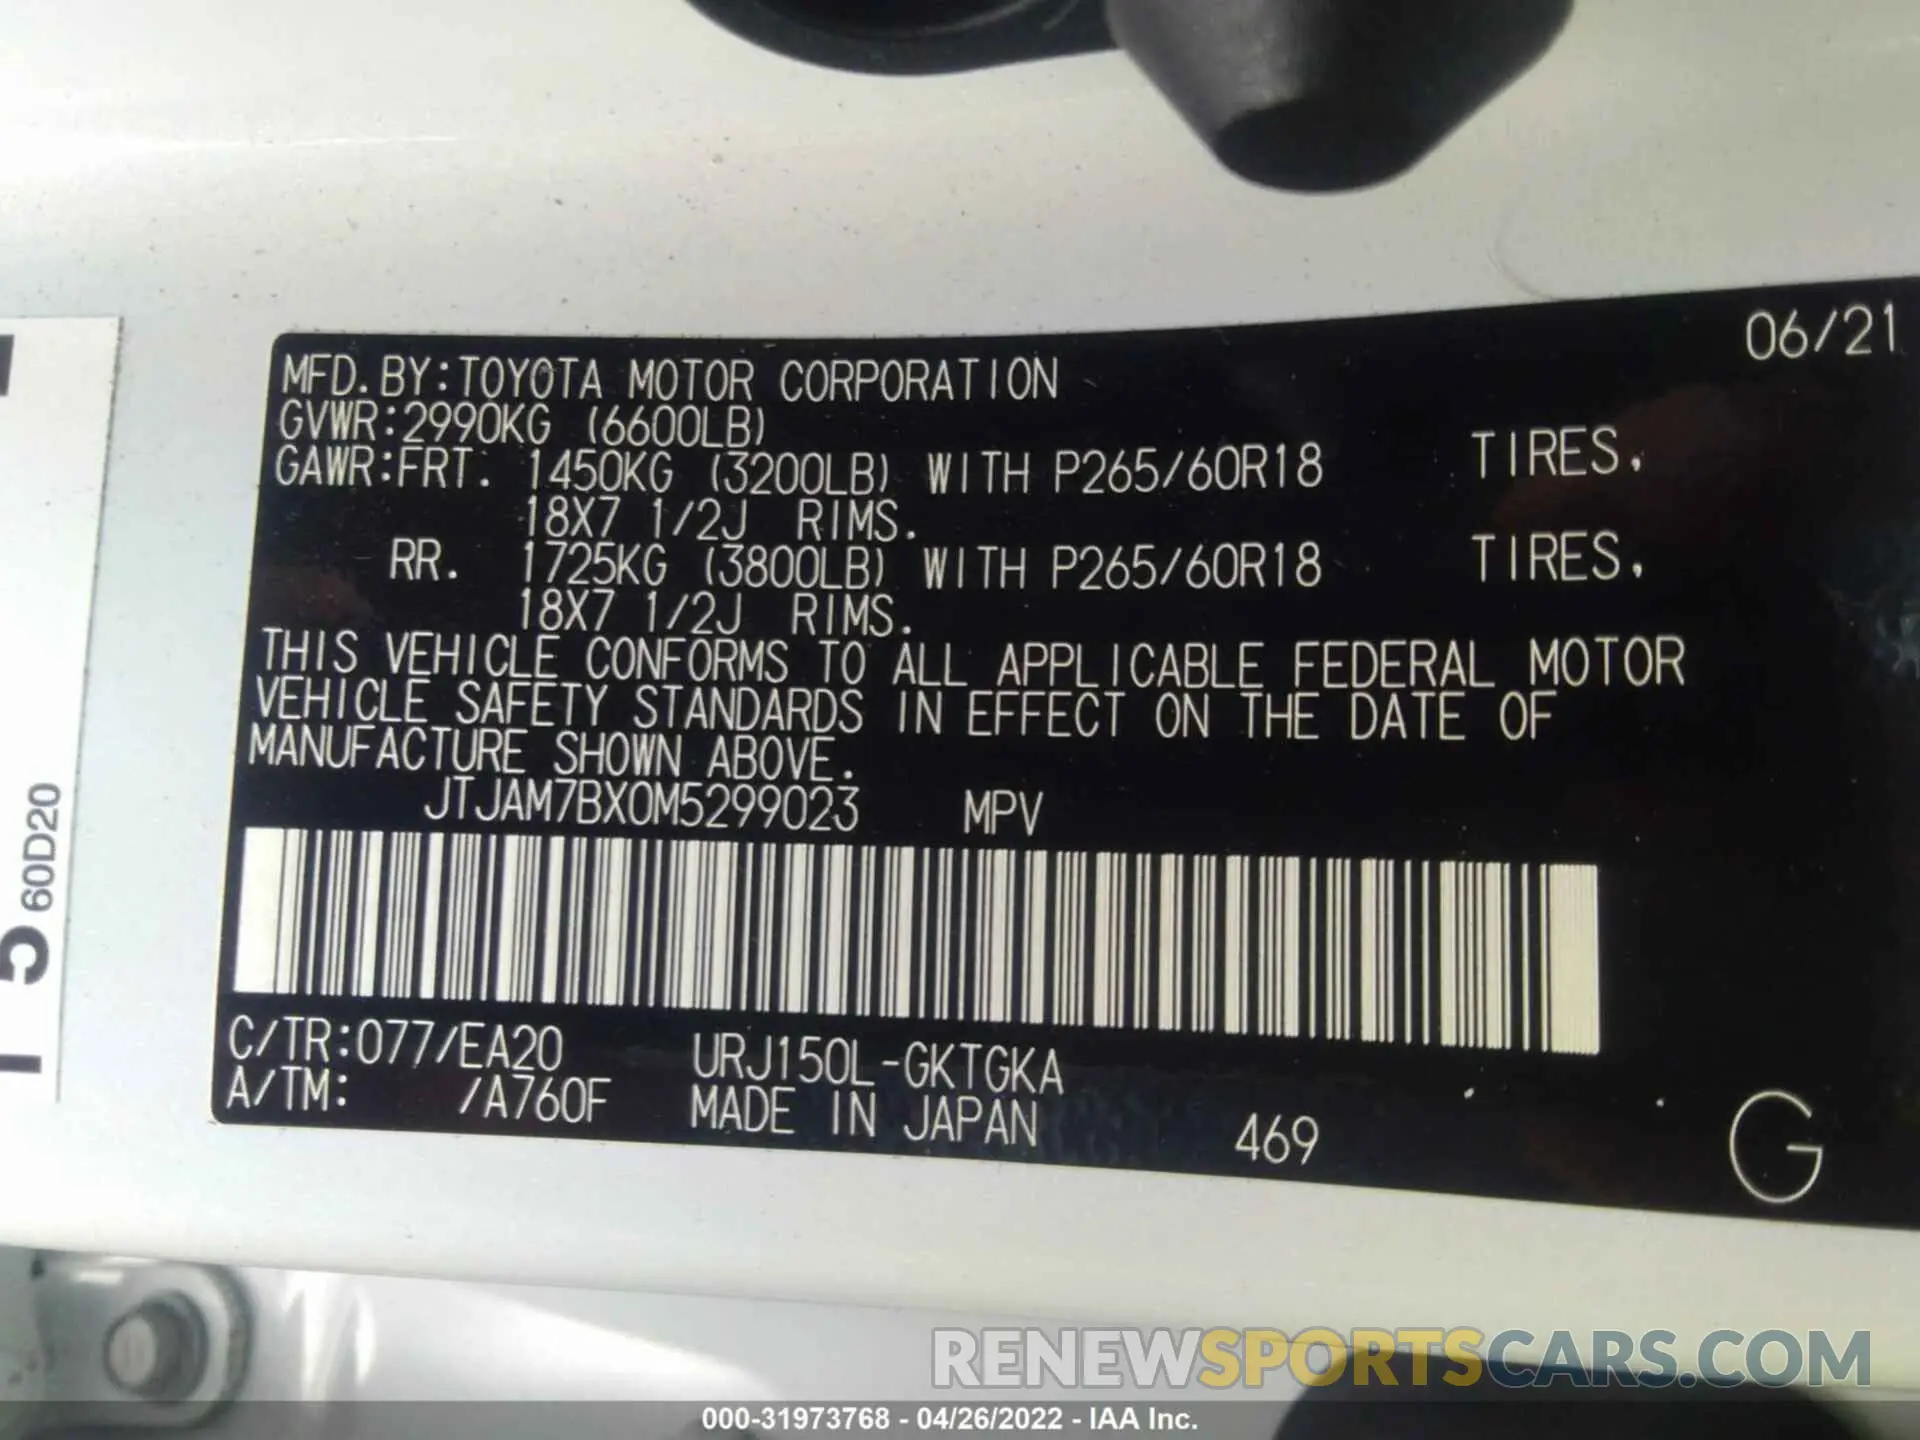 06/21
MFD.BY:TOYOTA MOTOR CORPORATION
GVWR:2990KG (6600LB)
GAWR:FRT. 1450KG (3200LB) WITH P265/60R18 TIRES,
18X7 1/2J RIMS.
RR. 1725KG (3800LB) WITH P265/60R18 TIRES,
18X7 1/2J RIMS.
THIS VEHICLE CONFORMS TO ALL APPLICABLE FEDERAL MOTOR
VEHICLE SAFETY STANDARDS IN EFFECT ON THE DATE OF
MANUFACTURE SHOWN ABOVE.
JTJAM7BX0M5299023 MPV
C/TR:077/EA20 URJ150L-GKTGKA
A/TM: /A760F MADE IN JAPAN 469
G
60D20
5
RENEWSPORTSCARS.COM
000-31973768 - 04/26/2022 - IAA Inc.